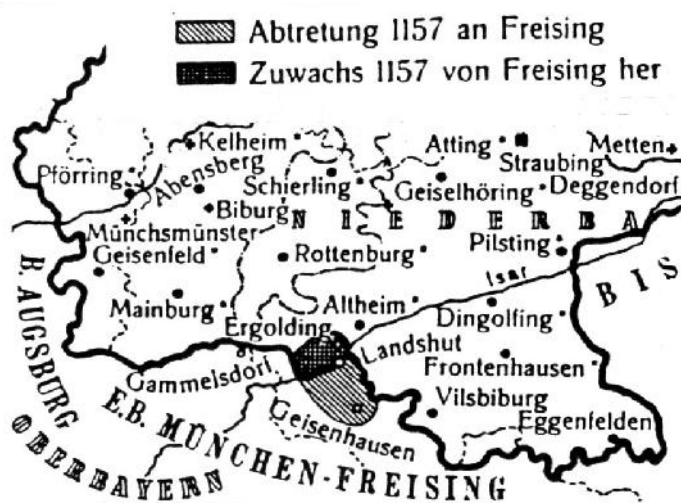 Abtretung 1157 an Freising
Zuwachs 1157 von Freising her
Kelheim
Atting
Metten
Straubing
Pförring
Abensberg
Schierling
Geiselhöring
Deggendorf
Biburg
NIEDERBA
Münchsmünster
Geisenfeld
Rottenburg
Pilsting
Isar
BIS
B. AUGSBURG
Mainburg
Altheim
Dingolfing
Ergolding
Landshut
Gammelsdorf
Frontenhausen
Geisenhausen
Vilsbiburg
Eggenfelden
E.B. MÜNCHEN-FREISING
OBERBAYERN